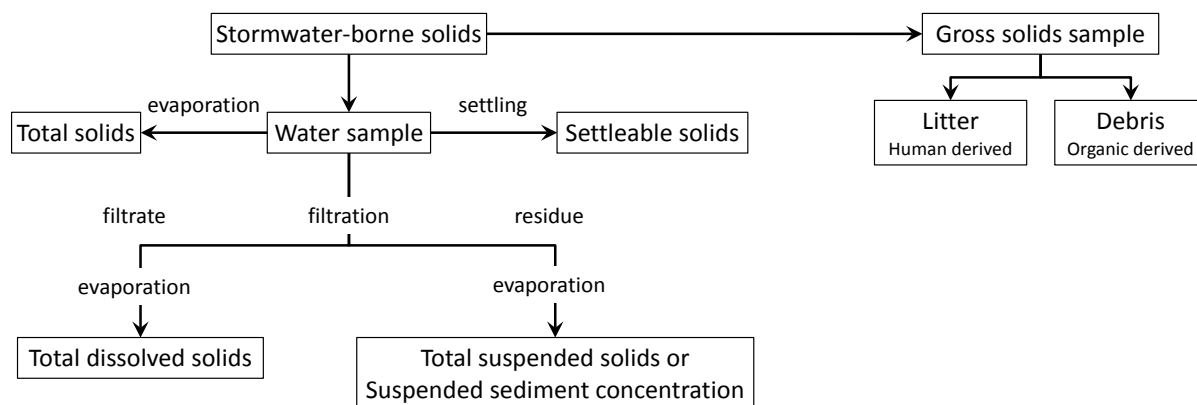 Stormwater-borne solids
Gross solids sample
evaporation
settling
Total solids
Water sample
Settleable solids
Litter
Human derived
Debris
Organic derived
filtrate
filtration
residue
evaporation
evaporation
Total dissolved solids
Total suspended solids or
Suspended sediment concentration